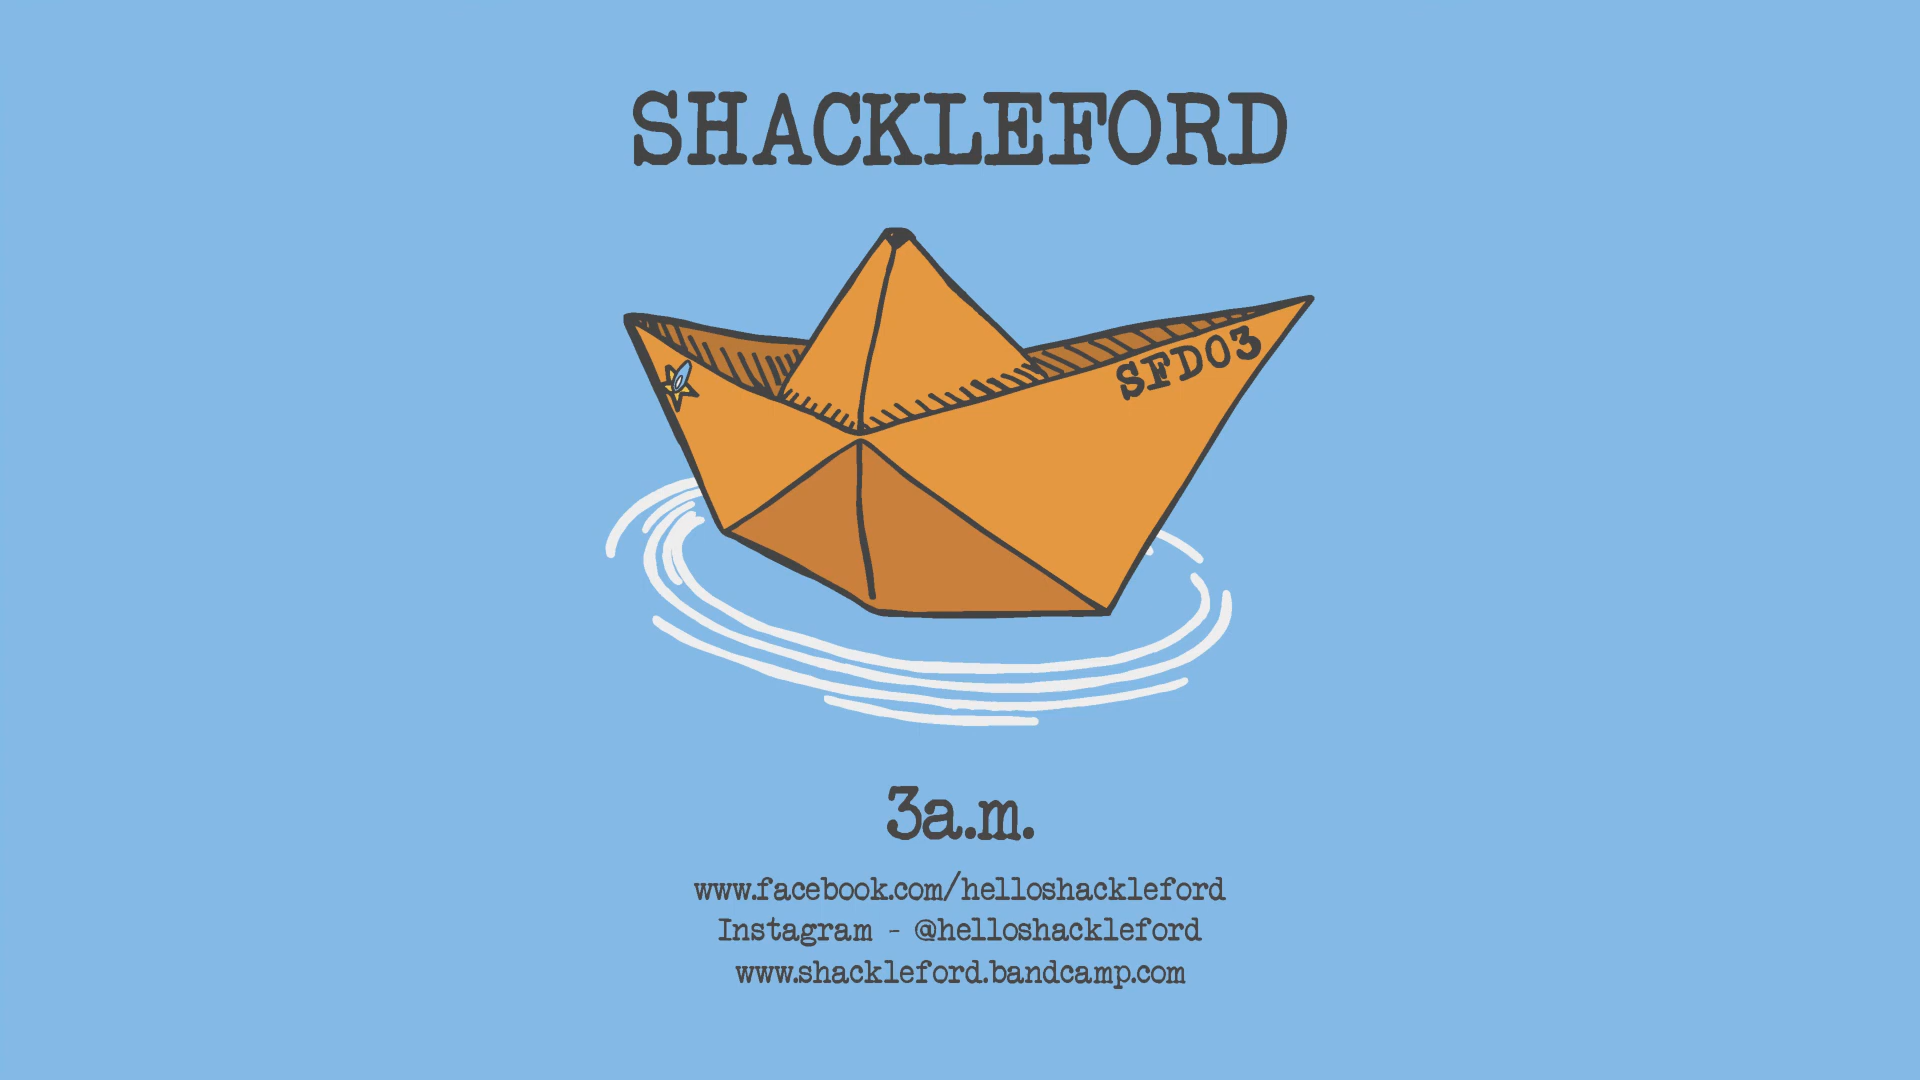 SHACKLEFORD
SFD03
3a.m.
www.facebook.com/helloshackleford
Instagram - @helloshackleford
www.shackleford.bandcamp.com